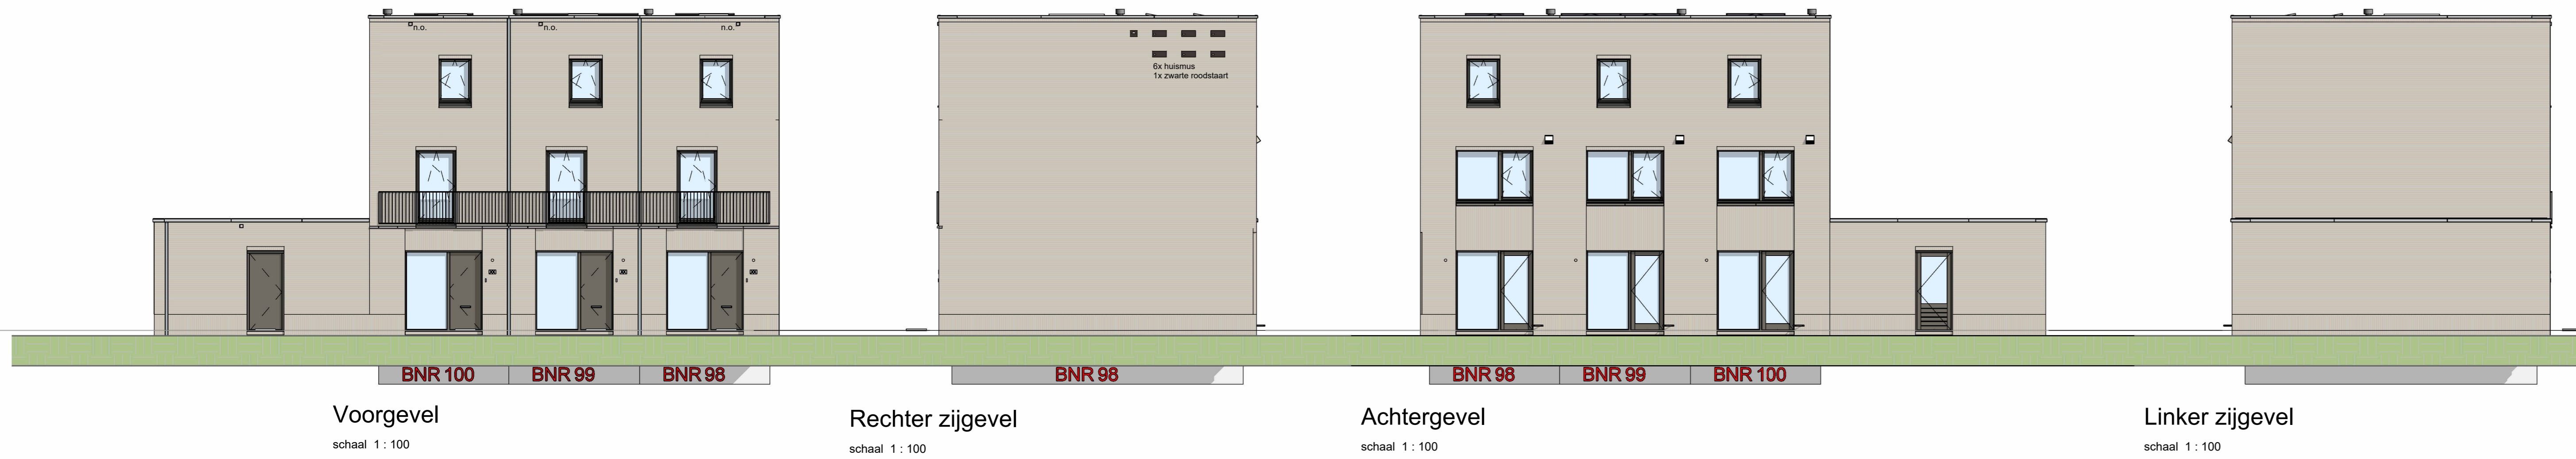 n.o.
n.o.
n.o.
6x huismus
1x zwarte roodstaart
BNR 100
BNR 99
BNR 98
BNR 98
BNR 98
BNR 99
BNR 100
Voorgevel
schaal 1 : 100
Rechter zijgevel
schaal 1 : 100
Achtergevel
schaal 1 : 100
Linker zijgevel
schaal 1 : 100